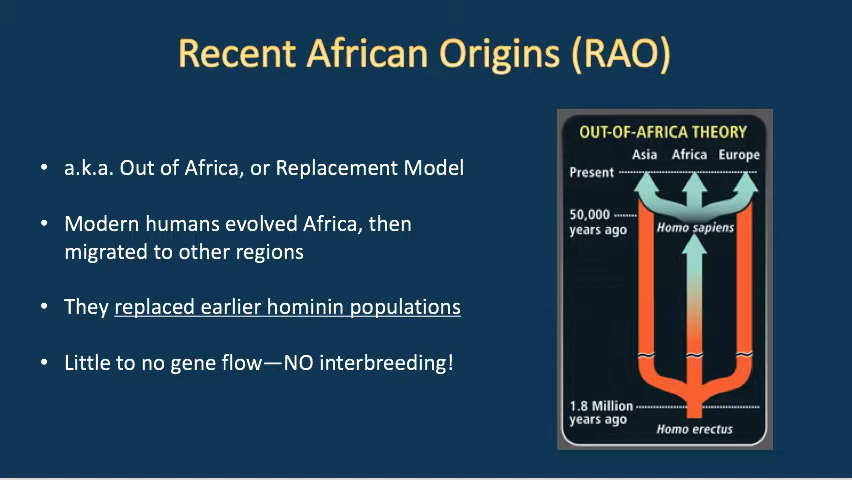 Recent African Origins (RAO)
• a.k.a. Out of Africa, or Replacement Model
• Modern humans evolved Africa, then
migrated to other regions
• They replaced earlier hominin populations
• Little to no gene flow—NO interbreeding!
OUT-OF-AFRICA THEORY
Asia Africa Europe
Present
50,000
years ago
Homo sapiens
1.8 Million
years ago
Homo erectus